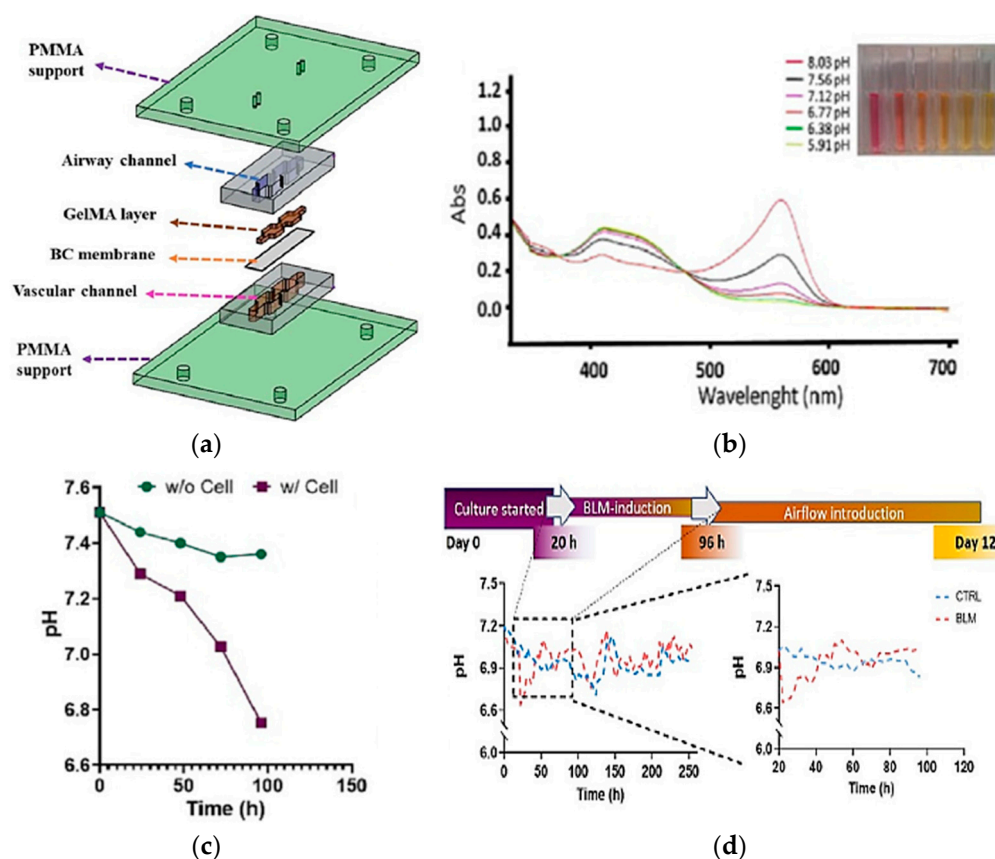 PMMA
support
Airway channel
GelMA layer
BC membrane
Vascular channel
PMMA
support
(a)
1.2
1.0
0.8
0.6
0.4
0.2
0.0
Abs
400
500
600
700
Wavelenght (nm)
8.03 pH
7.56 pH
7.12 pH
6.77 pH
6.38 pH
5.91 pH
(b)
w/o Cell
w/ Cell
7.6
7.4
7.2
7.0
6.8
6.6
pH
0
50
100
150
Time (h)
(c)
Culture started
BLM-induction
Airflow introduction
Day 0
20 h
96 h
Day 12
7.5
7.2
6.9
6.6
6.0
pH
0
50
100
150
200
250
Time (h)
7.5
7.2
6.9
6.6
6.0
pH
20
40
60
80
100
120
Time (h)
CTRL
BLM
(d)